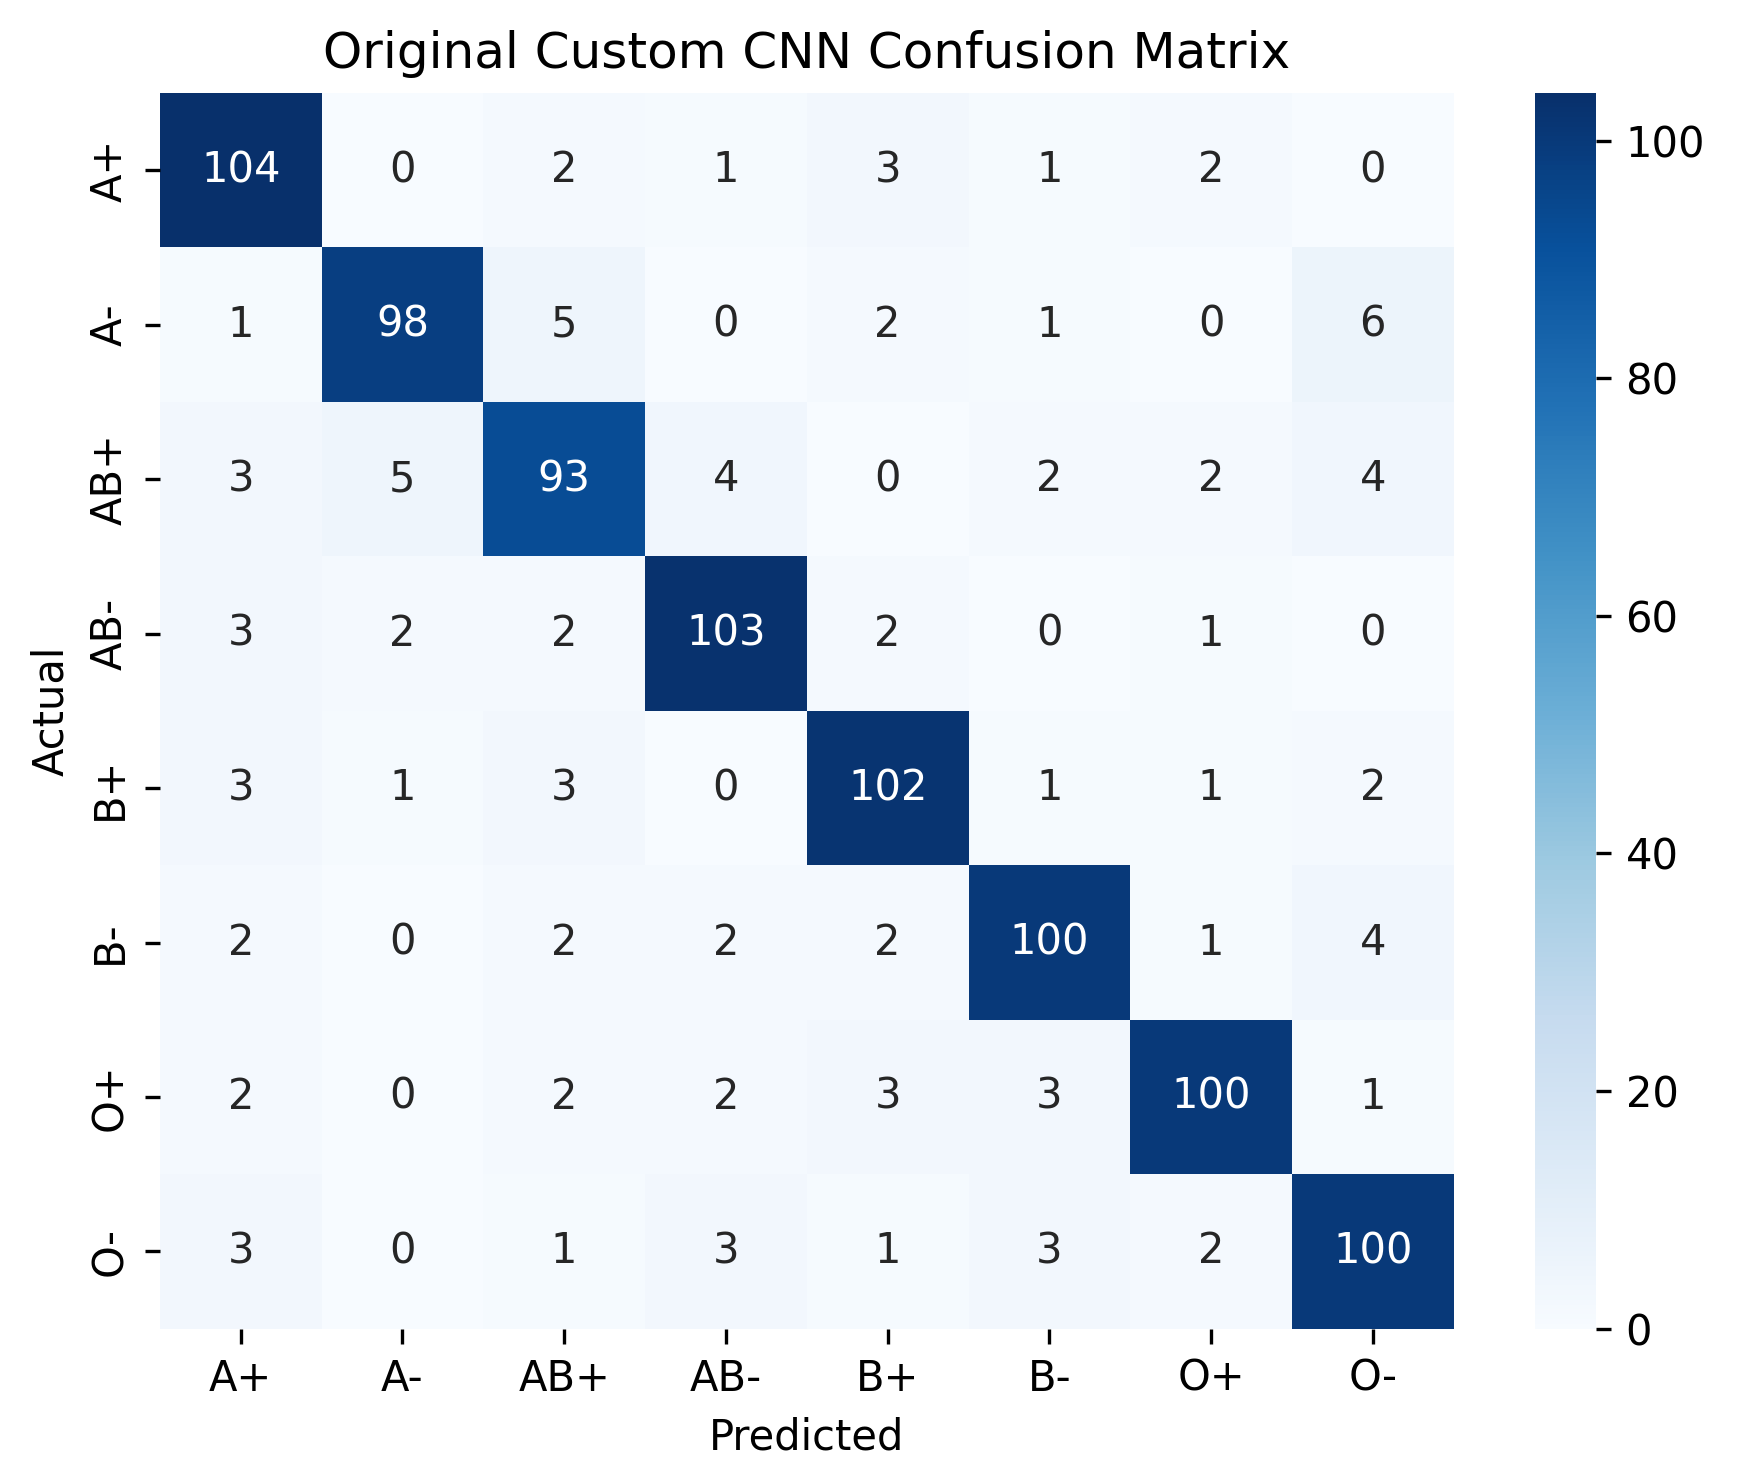 Original Custom CNN Confusion Matrix
A+ 104 0 2 1 3 1 2 0
A- 1 98 5 0 2 1 0 6
AB+ 3 5 93 4 0 2 2 4
AB- 3 2 2 103 2 0 1 0
B+ 3 1 3 0 102 1 1 2
B- 2 0 2 2 2 100 1 4
O+ 2 0 2 2 3 3 100 1
O- 3 0 1 3 1 3 2 100
A+ A- AB+ AB- B+ B- O+ O-
Predicted
Actual
100
80
60
40
20
0